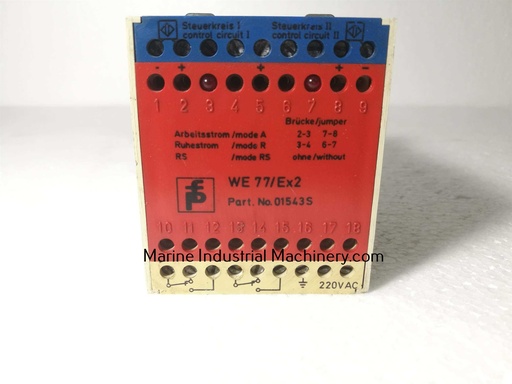 Steuerkreis I Steuerkreis II
control circuit I control circuit II
- + + + -
1 2 3 4 5 6 7 8 9
Brücke/jumper
Arbeitsstrom/mode A 2-3 7-8
Ruhestrom /mode R 3-4 6-7
RS /mode RS ohne/without
WE 77/Ex2
Part. No. 01543S
10 11 12 13 14 15 16 17 18
Marine Industrial Machinery.com
220V AC